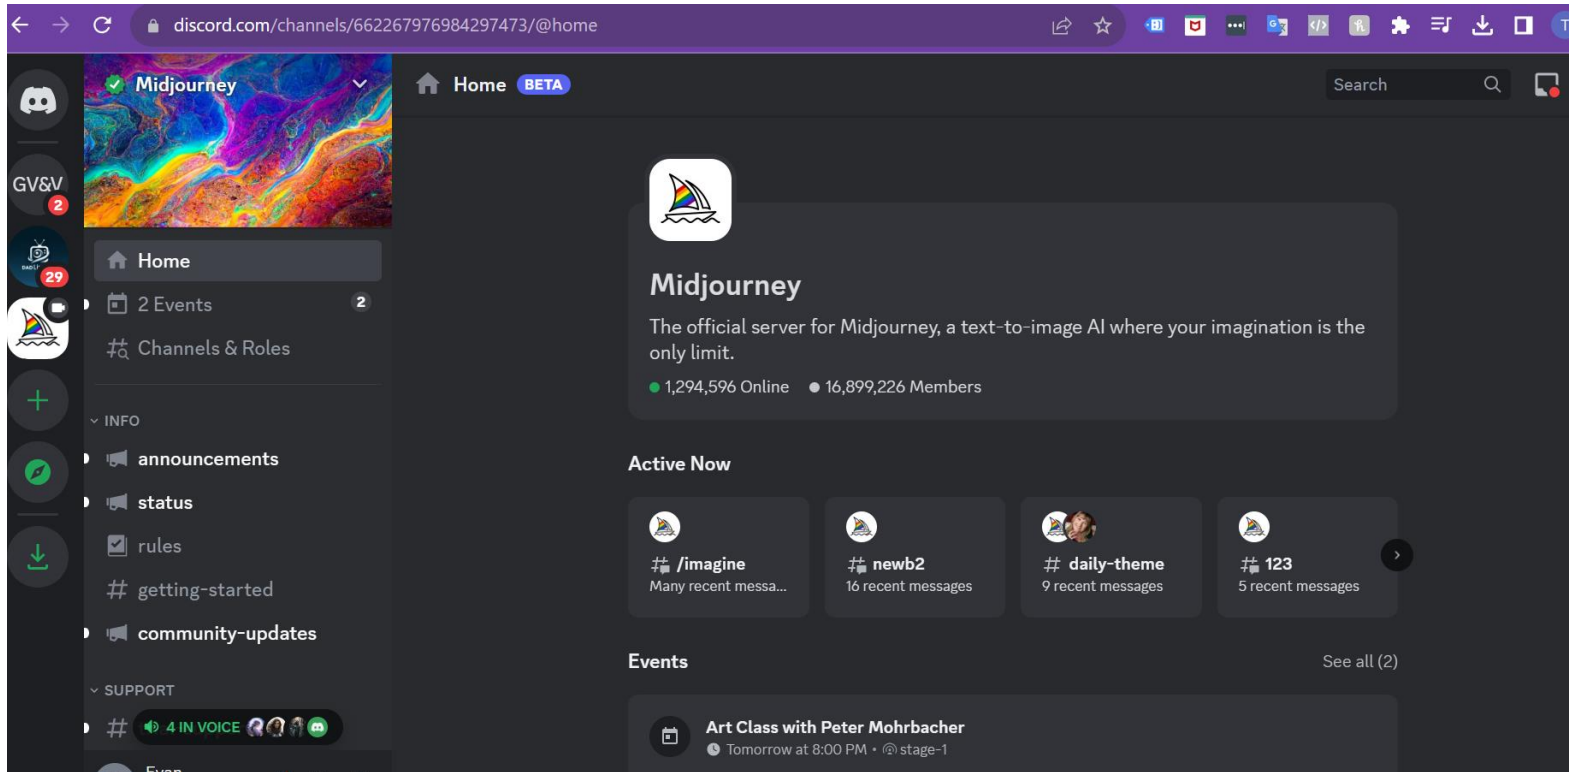 discord.com/channels/662267976984297473/@home
T
Midjourney
Home
BETA
Search
GV&V
2
29
Home
2 Events
2
Channels & Roles
INFO
announcements
status
rules
getting-started
community-updates
SUPPORT
4 IN VOICE
Midjourney
The official server for Midjourney, a text-to-image AI where your imagination is the
only limit.
1,294,596 Online
16,899,226 Members
Active Now
/imagine
Many recent messa...
newb2
16 recent messages
daily-theme
9 recent messages
123
5 recent messages
Events
See all (2)
Art Class with Peter Mohrbacher
Tomorrow at 8:00 PM • stage-1